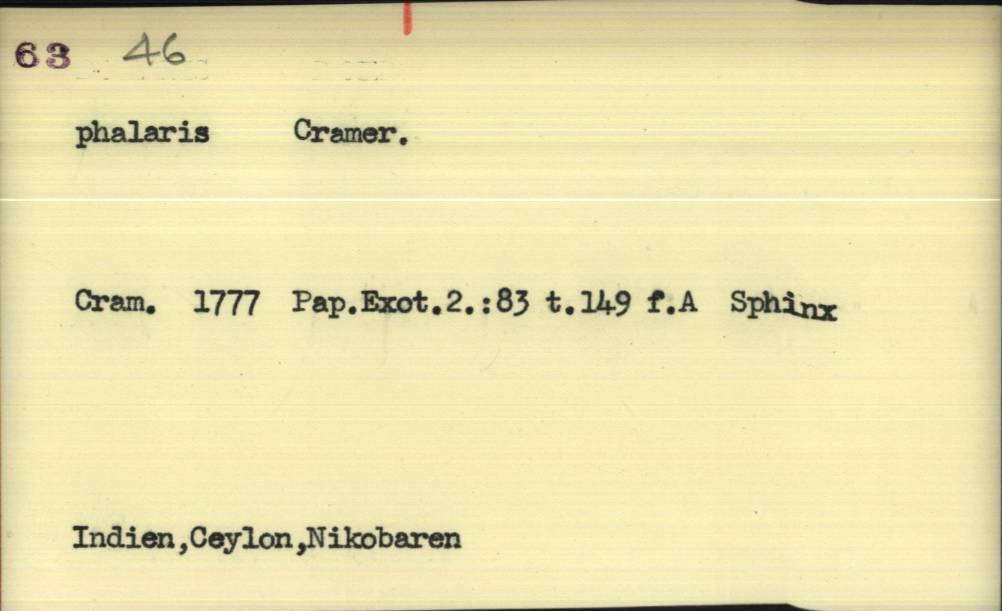 63 46
phalaris Cramer.
Cram. 1777 Pap.Exot.2.:83 t.149 f.A Sphinx
Indien,Ceylon,Nikobaren